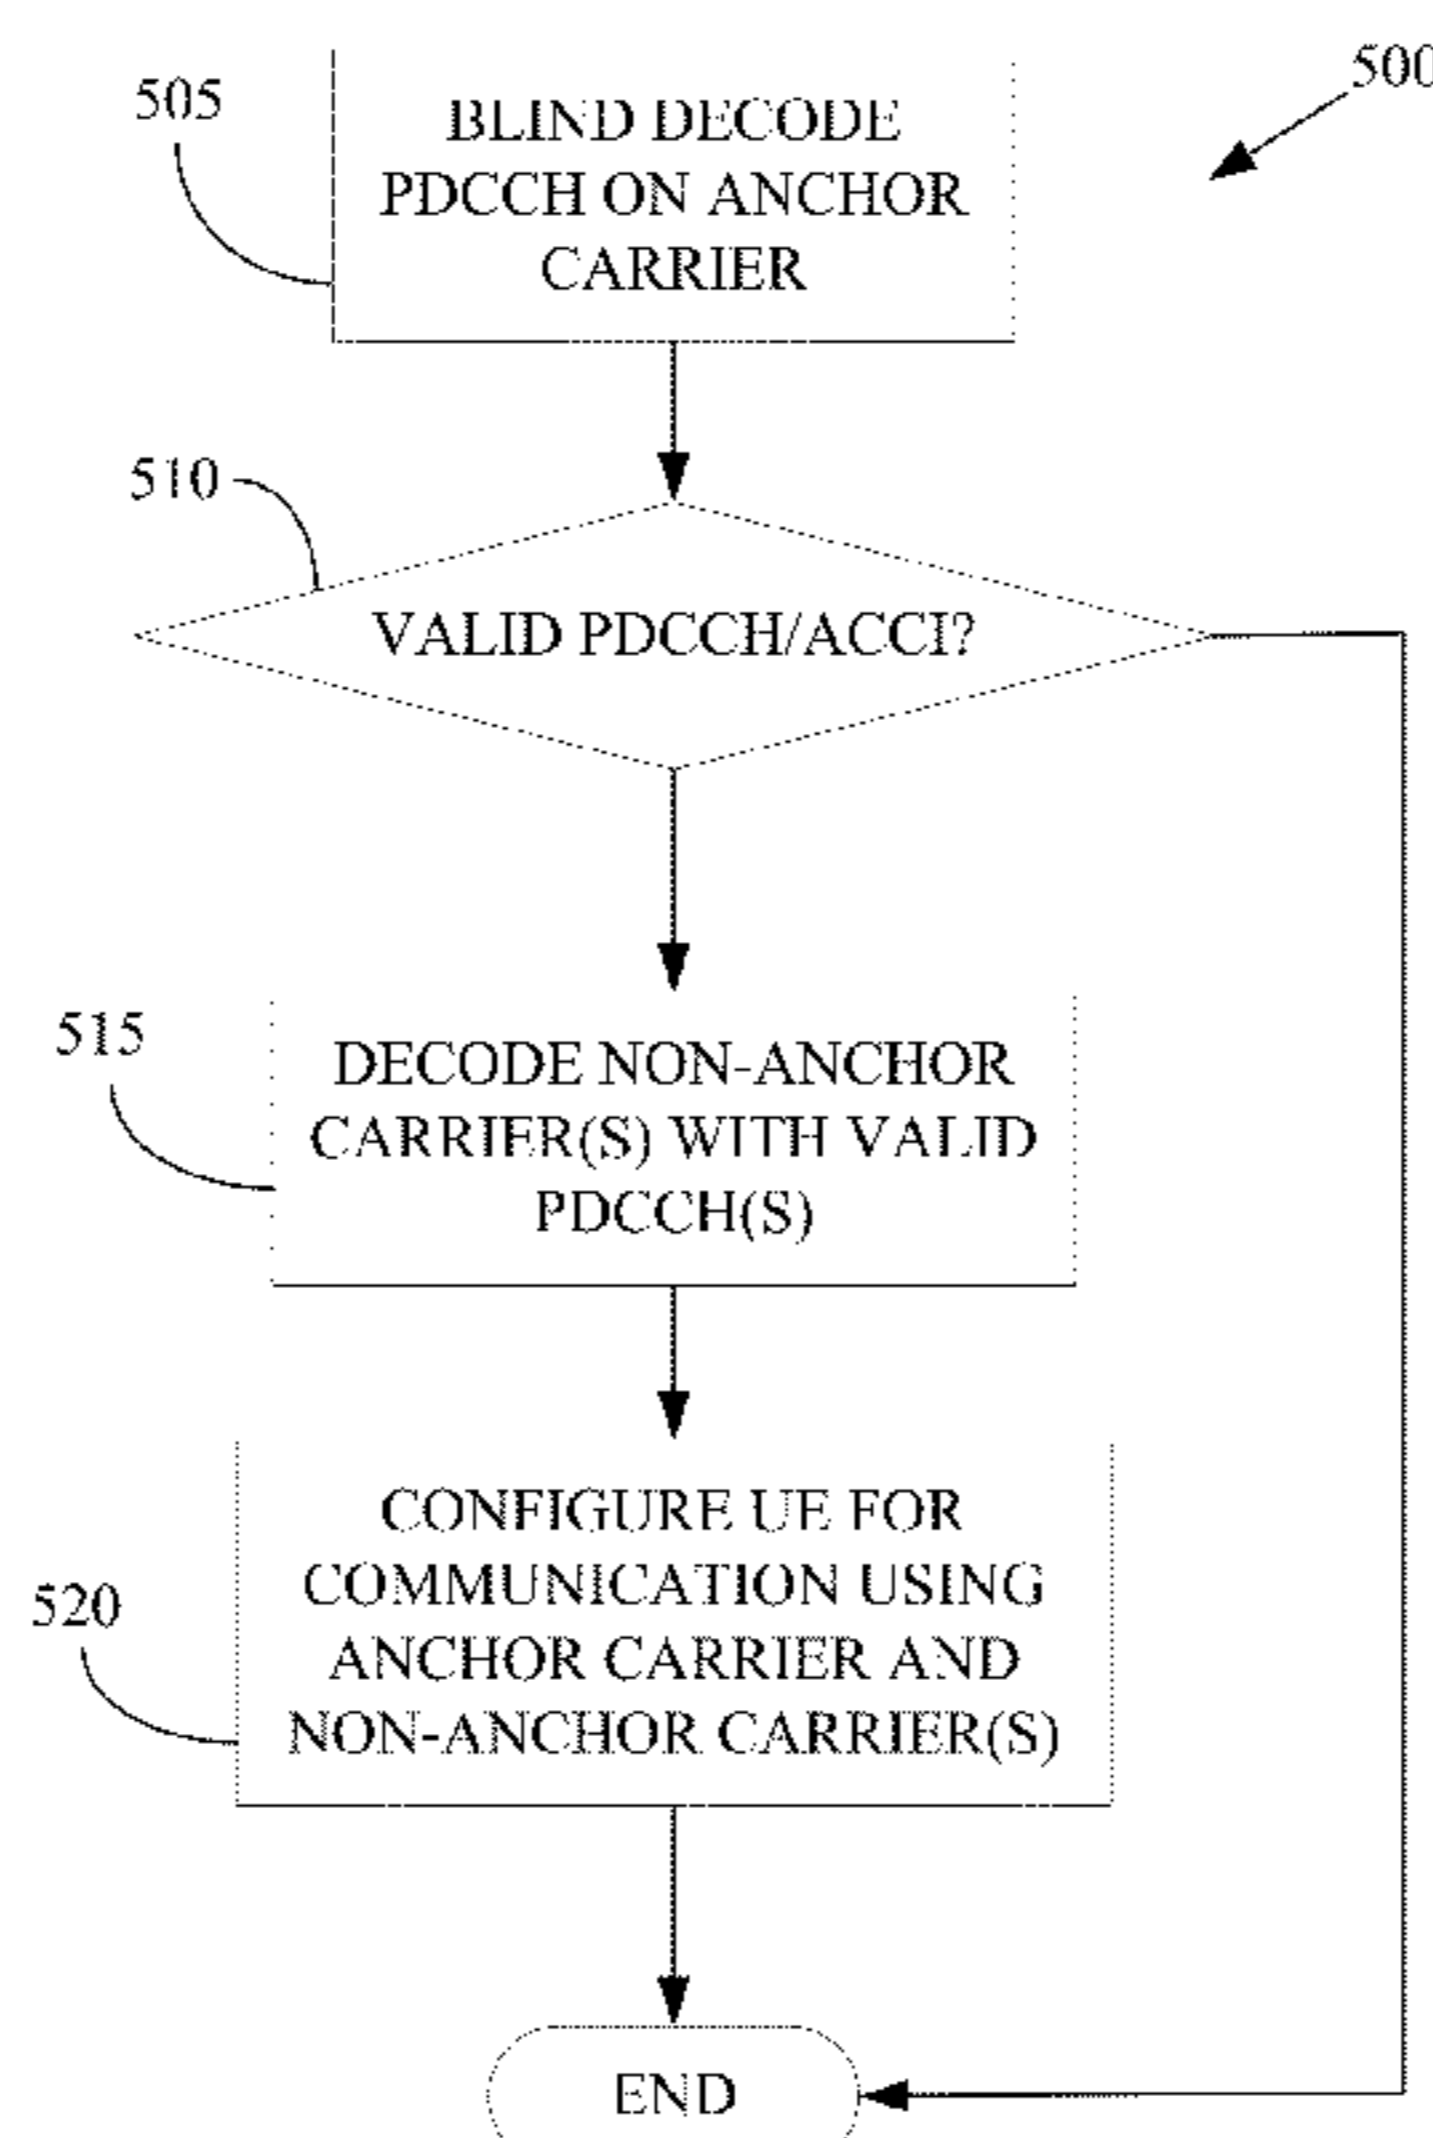 500
505
BLIND DECODE
PDCCH ON ANCHOR
CARRIER
510
VALID PDCCH/ACCI?
515
DECODE NON-ANCHOR
CARRIER(S) WITH VALID
PDCCH(S)
520
CONFIGURE UE FOR
COMMUNICATION USING
ANCHOR CARRIER AND
NON-ANCHOR CARRIER(S)
END